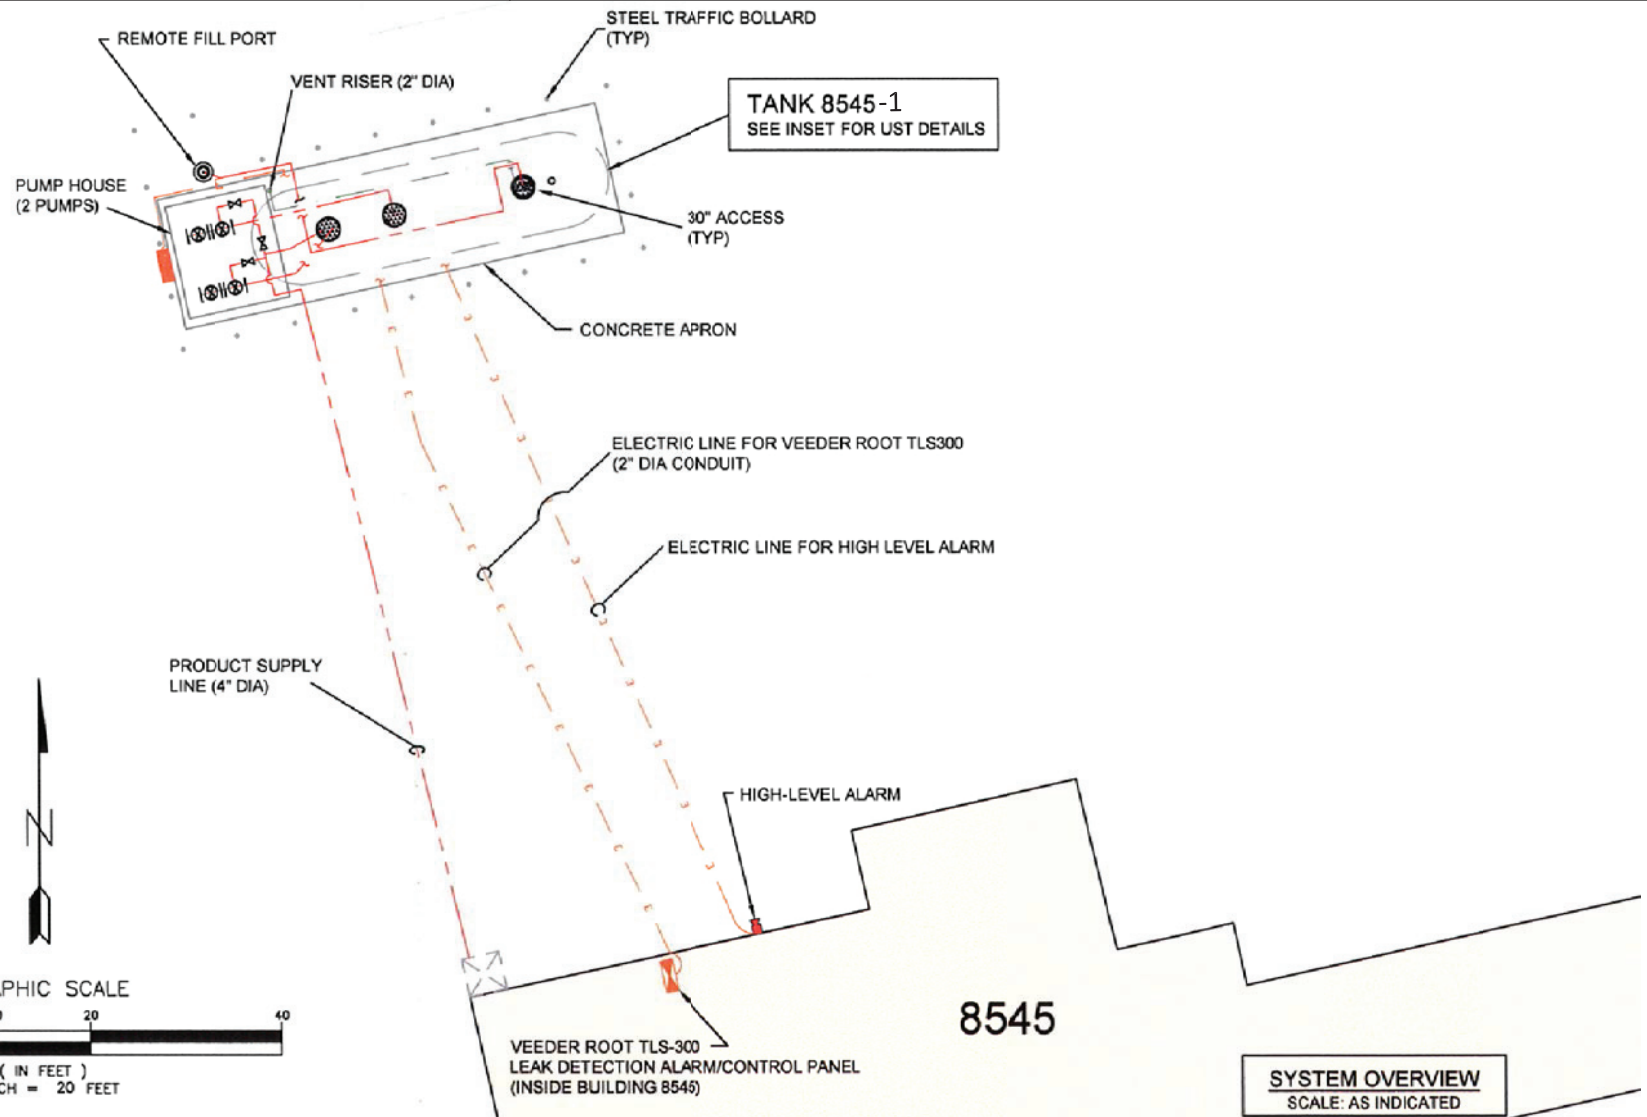 STEEL TRAFFIC BOLLARD
(TYP)
REMOTE FILL PORT
VENT RISER (2" DIA)
TANK 8545-1
SEE INSET FOR UST DETAILS
PUMP HOUSE
(2 PUMPS)
30" ACCESS
(TYP)
CONCRETE APRON
ELECTRIC LINE FOR VEEDER ROOT TLS300
(2" DIA CONDUIT)
ELECTRIC LINE FOR HIGH LEVEL ALARM
PRODUCT SUPPLY
LINE (4" DIA)
N
HIGH-LEVEL ALARM
APHIC SCALE
0 20 40
( IN FEET )
CH = 20 FEET
8545
VEEDER ROOT TLS-300
LEAK DETECTION ALARM/CONTROL PANEL
(INSIDE BUILDING 8545)
SYSTEM OVERVIEW
SCALE: AS INDICATED